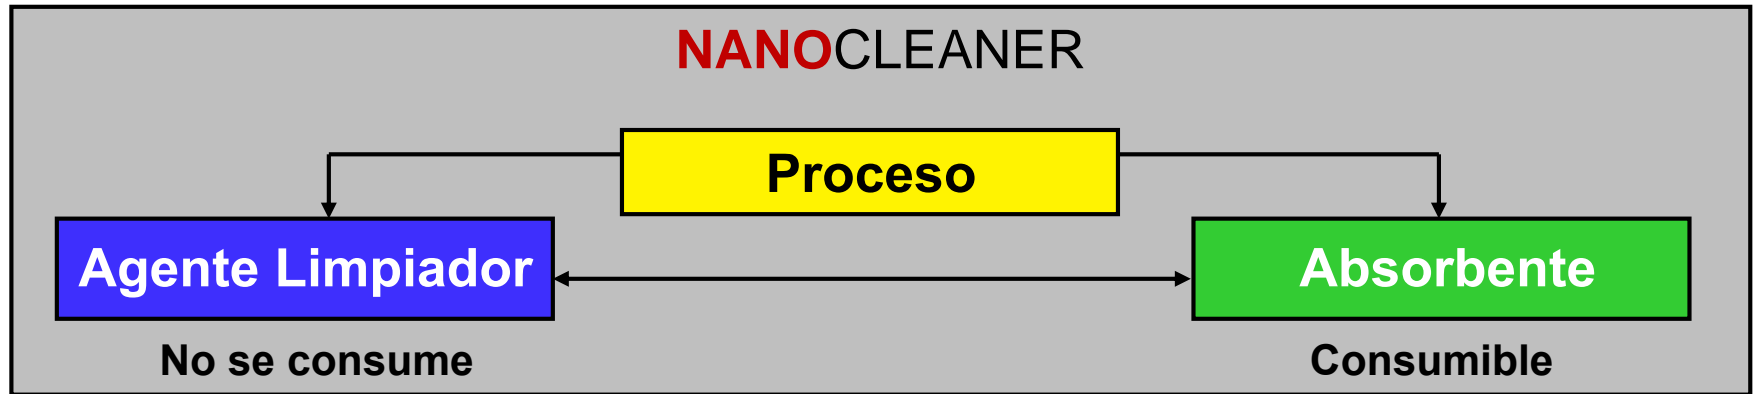 NANOCLEANER
Proceso
Agente Limpiador
Absorbente
No se consume
Consumible